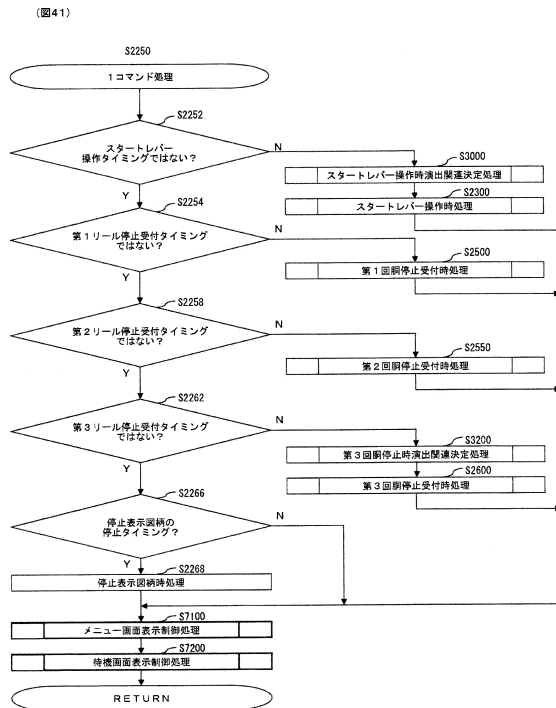 （図41）
S2250
1コマンド処理
S2252
スタートレバー
操作タイミングではない？
N
Y
S3000
スタートレバー操作時演出関連決定処理
S2300
スタートレバー操作時処理
S2254
第1リール停止受付タイミング
ではない？
N
Y
S2500
第1回胴停止受付時処理
S2258
第2リール停止受付タイミング
ではない？
N
Y
S2550
第2回胴停止受付時処理
S2262
第3リール停止受付タイミング
ではない？
N
Y
S3200
第3回胴停止時演出関連決定処理
S2600
第3回胴停止受付時処理
S2266
停止表示図柄の
停止タイミング？
N
Y
S2268
停止表示図柄時処理
S7100
メニュー画面表示制御処理
S7200
待機画面表示制御処理
RETURN